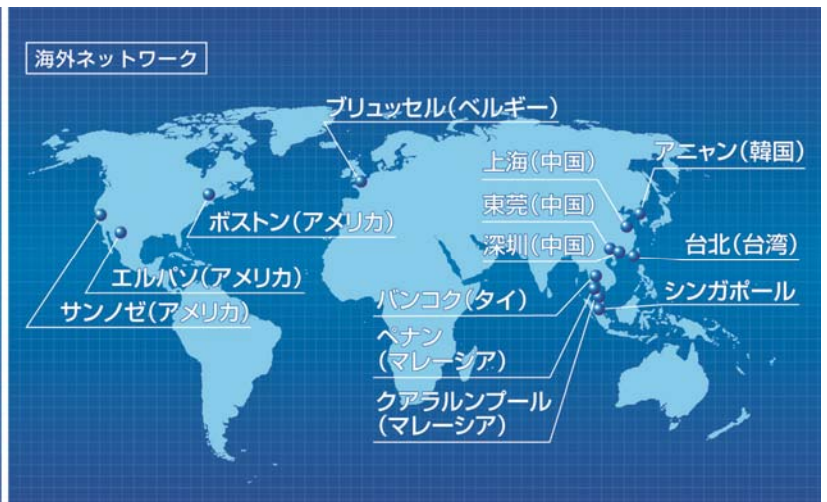 海外ネットワーク
ブリュッセル(ベルギー)
上海(中国)
アニャン(韓国)
東莞(中国)
ボストン(アメリカ)
深圳(中国)
台北(台湾)
エルパソ(アメリカ)
バンコク(タイ)
シンガポール
サンノゼ(アメリカ)
ペナン
(マレーシア)
クアラルンプール
(マレーシア)